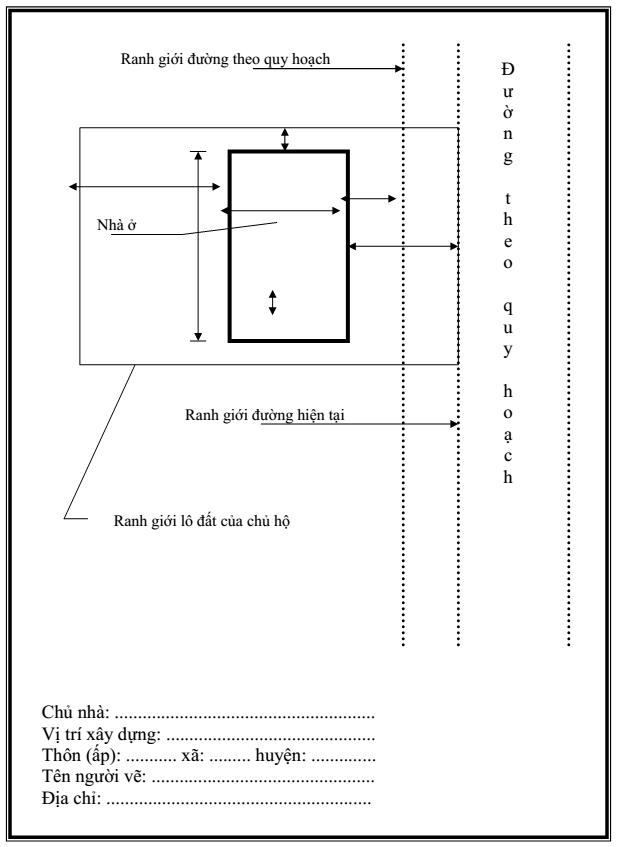 Ranh giới đường theo quy hoạch
Đường theo quy hoạch
Nhà ở
Ranh giới đường hiện tại
Ranh giới lô đất của chủ hộ
Chủ nhà: ........................................................
Vị trí xây dựng: .............................................
Thôn (ấp): ........... xã: ......... huyện: ..............
Tên người vẽ: ................................................
Địa chỉ: .........................................................